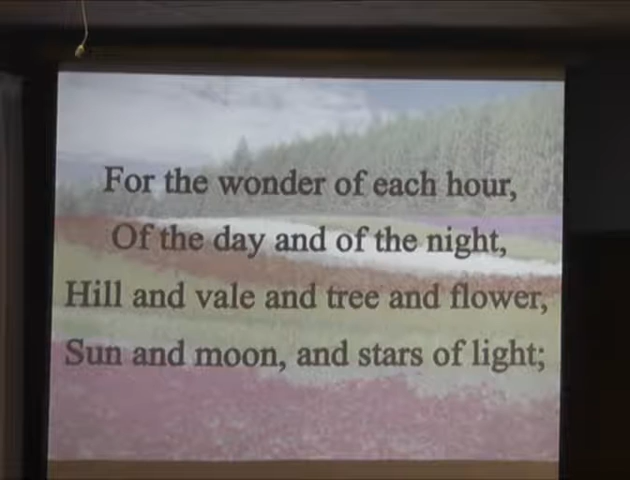 For the wonder of each hour,
Of the day and of the night,
Hill and vale and tree and flower,
Sun and moon, and stars of light;